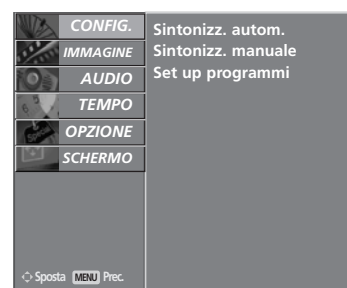 CONFIG.
IMMAGINE
AUDIO
TEMPO
OPZIONE
SCHERMO
Sintonizz. autom.
Sintonizz. manuale
Set up programmi
Sposta MENU Prec.